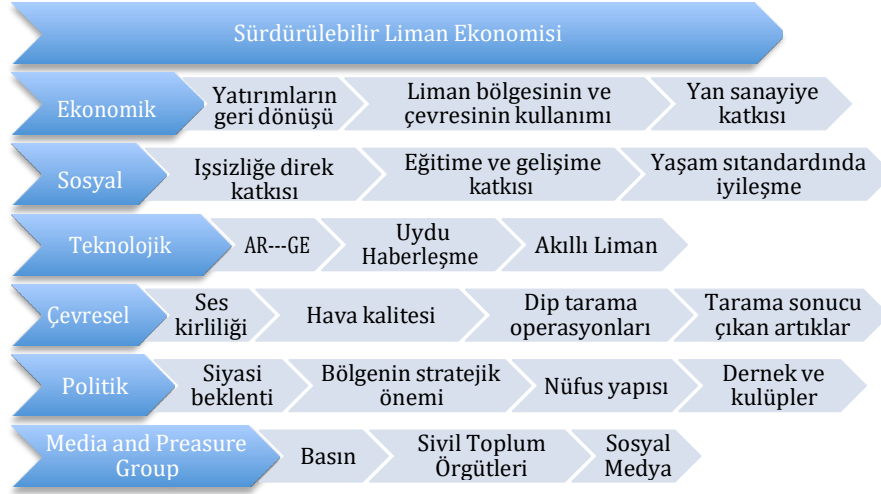 Sürdürülebilir Liman Ekonomisi
Ekonomik
Yatırımların
geri dönüşü
Liman bölgesinin ve
çevresinin kullanımı
Yan sanayiye
katkısı
Sosyal
Işsizliğe direk
katkısı
Eğitime ve gelişime
katkısı
Yaşam sıtandardında
iyileşme
Teknolojik
AR---GE
Uydu
Haberleşme
Akıllı Liman
Çevresel
Ses
kirliliği
Hava kalitesi
Dip tarama
operasyonları
Tarama sonucu
çıkan artıklar
Politik
Siyasi
beklenti
Bölgenin stratejik
önemi
Nüfus yapısı
Dernek ve
kulüpler
Media and Preasure
Group
Basın
Sivil Toplum
Örgütleri
Sosyal
Medya